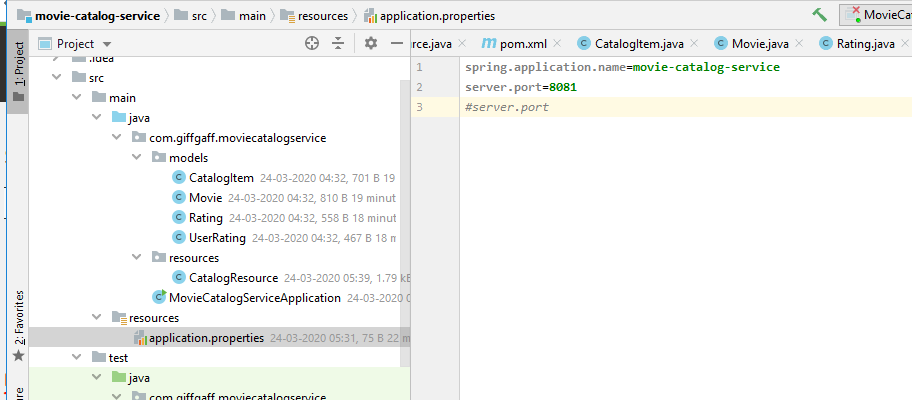 movie-catalog-service src main resources application.properties MovieCa
1: Project
Project
urce.java pom.xml CatalogItem.java Movie.java Rating.java
.idea
src
main
java
com.giffgaff.moviecatalogservice
models
CatalogItem 24-03-2020 04:32, 701 B 19
Movie 24-03-2020 04:32, 810 B 19 minut
Rating 24-03-2020 04:32, 558 B 18 minut
UserRating 24-03-2020 04:32, 467 B 18 m
resources
CatalogResource 24-03-2020 05:39, 1.79 kB
MovieCatalogServiceApplication 24-03-2020 0
resources
application.properties 24-03-2020 05:31, 75 B 22 m
test
java
com.giffgaff.moviecatalogservice
2: Favorites
1 spring.application.name=movie-catalog-service
2 server.port=8081
3 #server.port